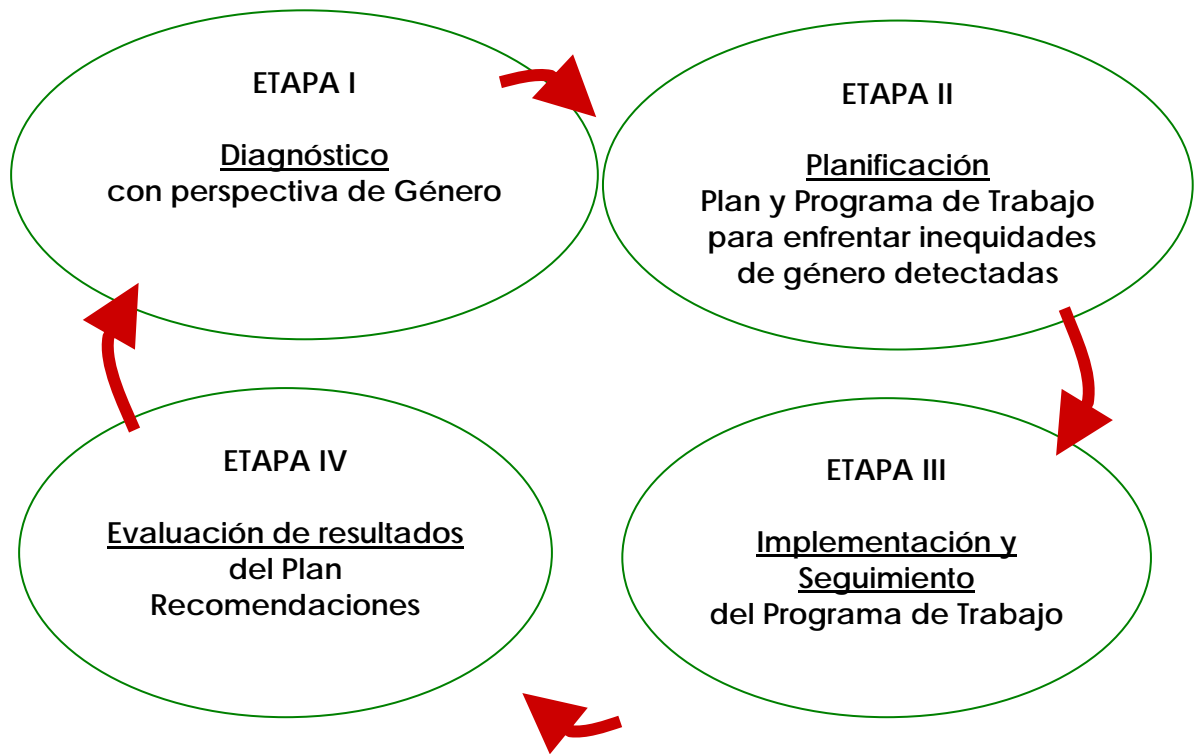 ETAPA I
Diagnóstico
con perspectiva de Género
ETAPA II
Planificación
Plan y Programa de Trabajo
para enfrentar inequidades
de género detectadas
ETAPA III
Implementación y
Seguimiento
del Programa de Trabajo
ETAPA IV
Evaluación de resultados
del Plan
Recomendaciones